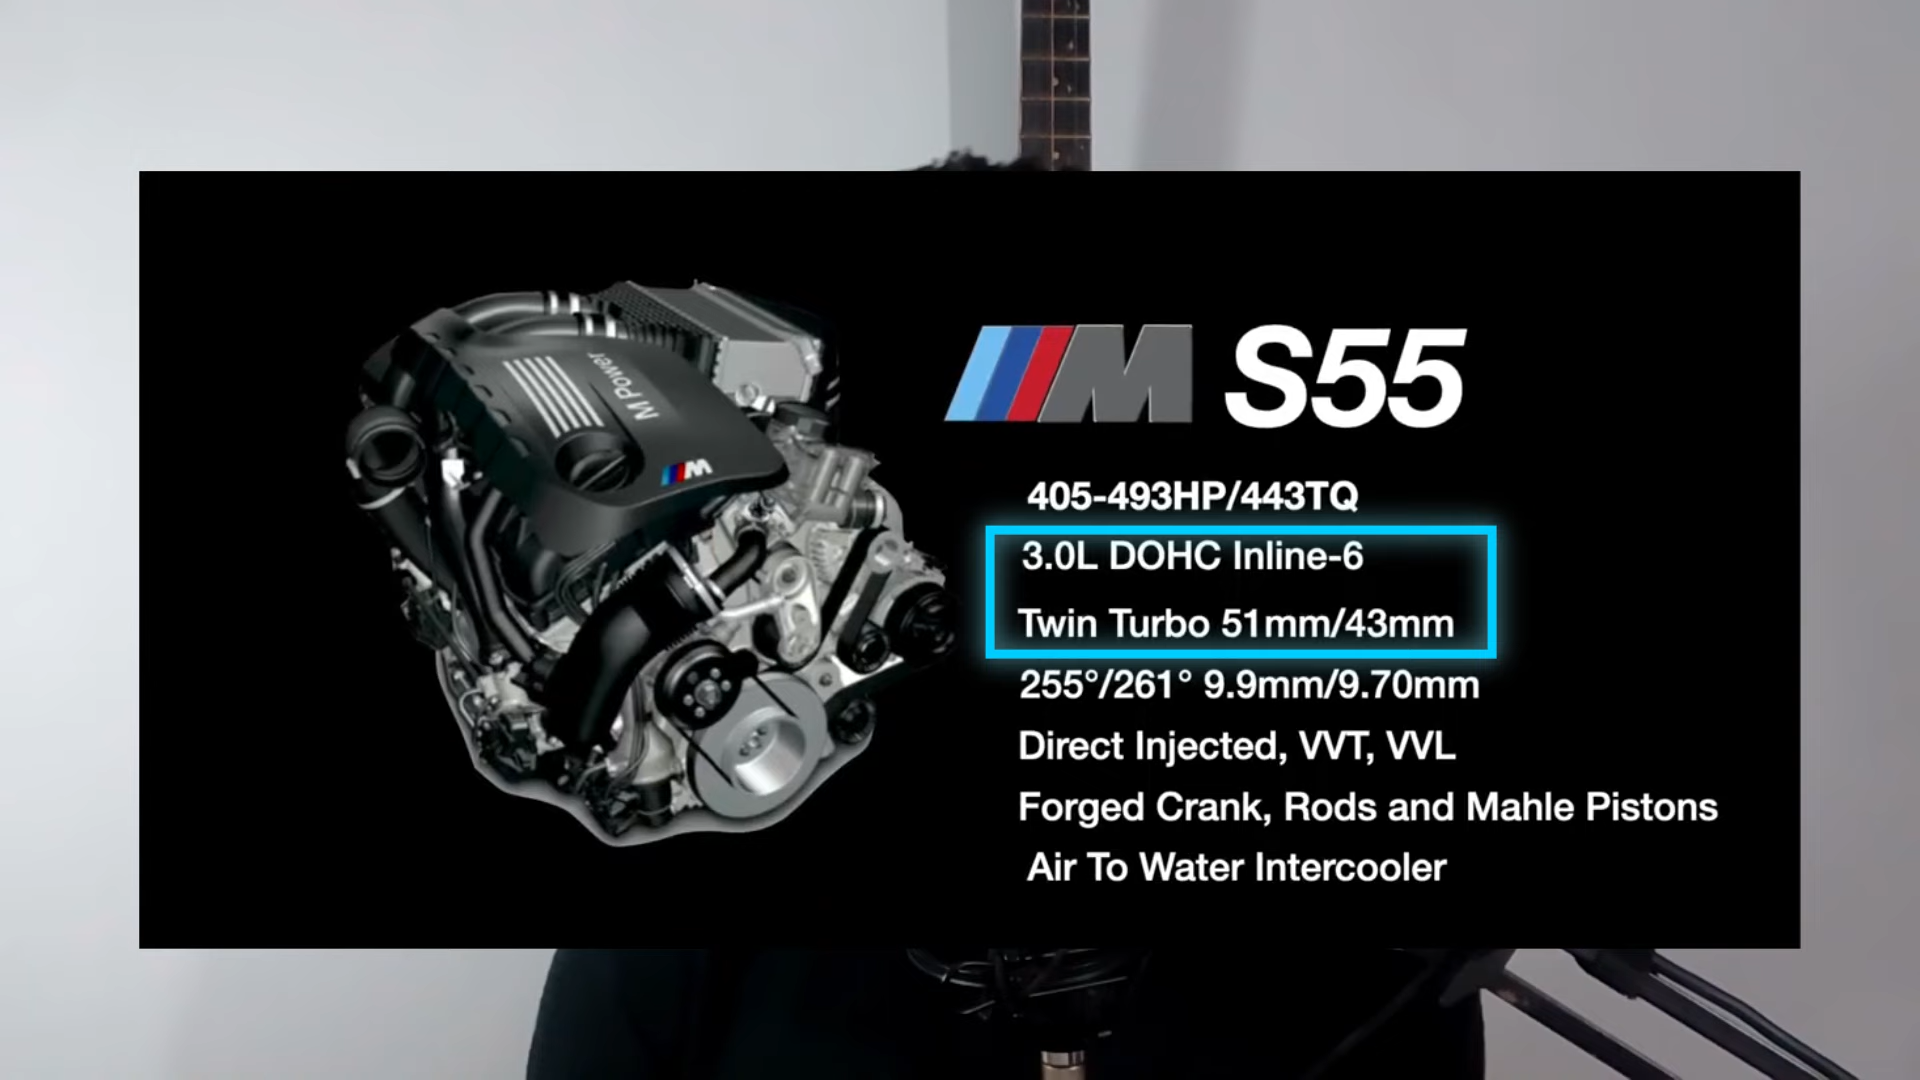 M Power
M
M S55
405-493HP/443TQ
3.0L DOHC Inline-6
Twin Turbo 51mm/43mm
255°/261° 9.9mm/9.70mm
Direct Injected, VVT, VVL
Forged Crank, Rods and Mahle Pistons
Air To Water Intercooler